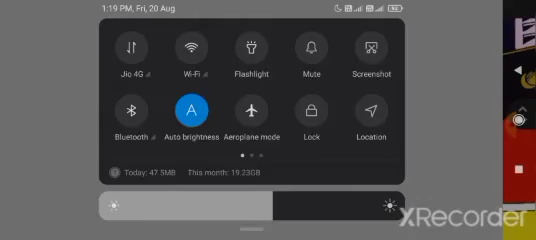 1:19 PM, Fri, 20 Aug
Jio 4G Wi-Fi Flashlight Mute Screenshot
A
Bluetooth Auto brightness Aeroplane mode Lock Location
Today: 47.5MB This month: 19.23GB
XRecorder